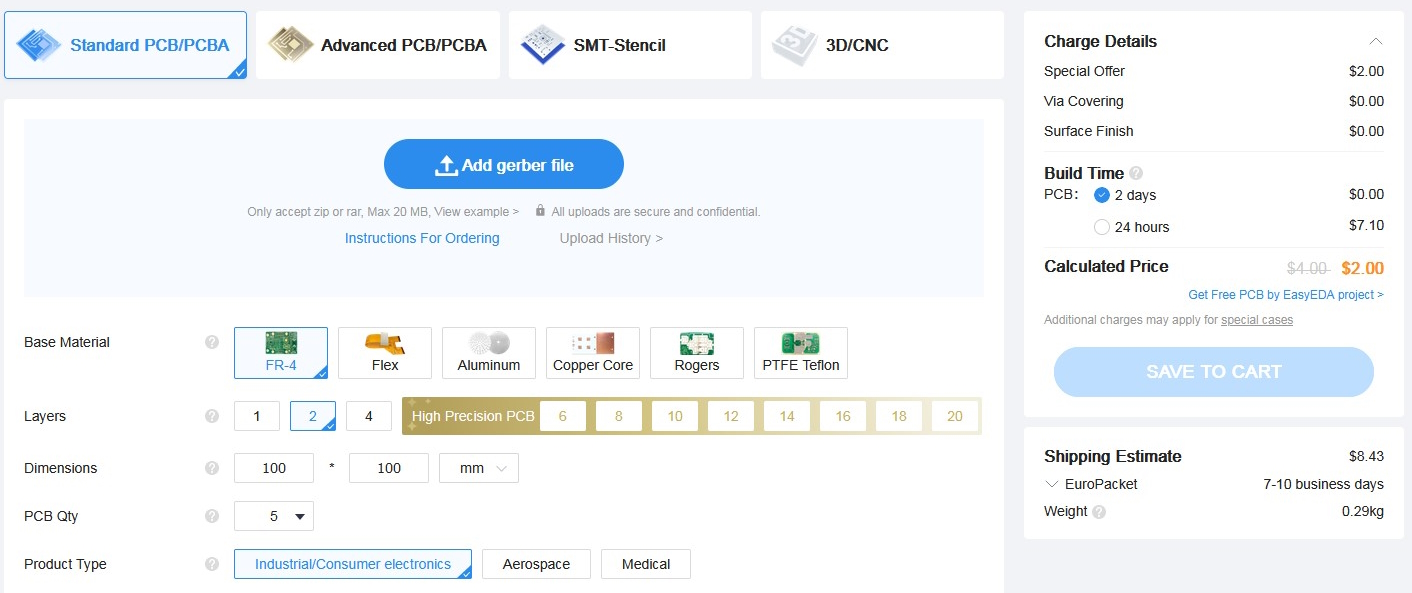 Standard PCB/PCBA
Advanced PCB/PCBA
SMT-Stencil
3D/CNC
Add gerber file
Only accept zip or rar, Max 20 MB, View example >
All uploads are secure and confidential.
Instructions For Ordering
Upload History >
Base Material ?
FR-4
Flex
Aluminum
Copper Core
Rogers
PTFE Teflon
Layers ? 1 2 4 High Precision PCB 6 8 10 12 14 16 18 20
Dimensions ? 100 * 100 mm
PCB Qty ? 5
Product Type ? Industrial/Consumer electronics Aerospace Medical
Charge Details
Special Offer $2.00
Via Covering $0.00
Surface Finish $0.00
Build Time ?
PCB: 2 days $0.00
24 hours $7.10
Calculated Price $4.00 $2.00
Get Free PCB by EasyEDA project >
Additional charges may apply for special cases
SAVE TO CART
Shipping Estimate $8.43
EuroPacket 7-10 business days
Weight ? 0.29kg